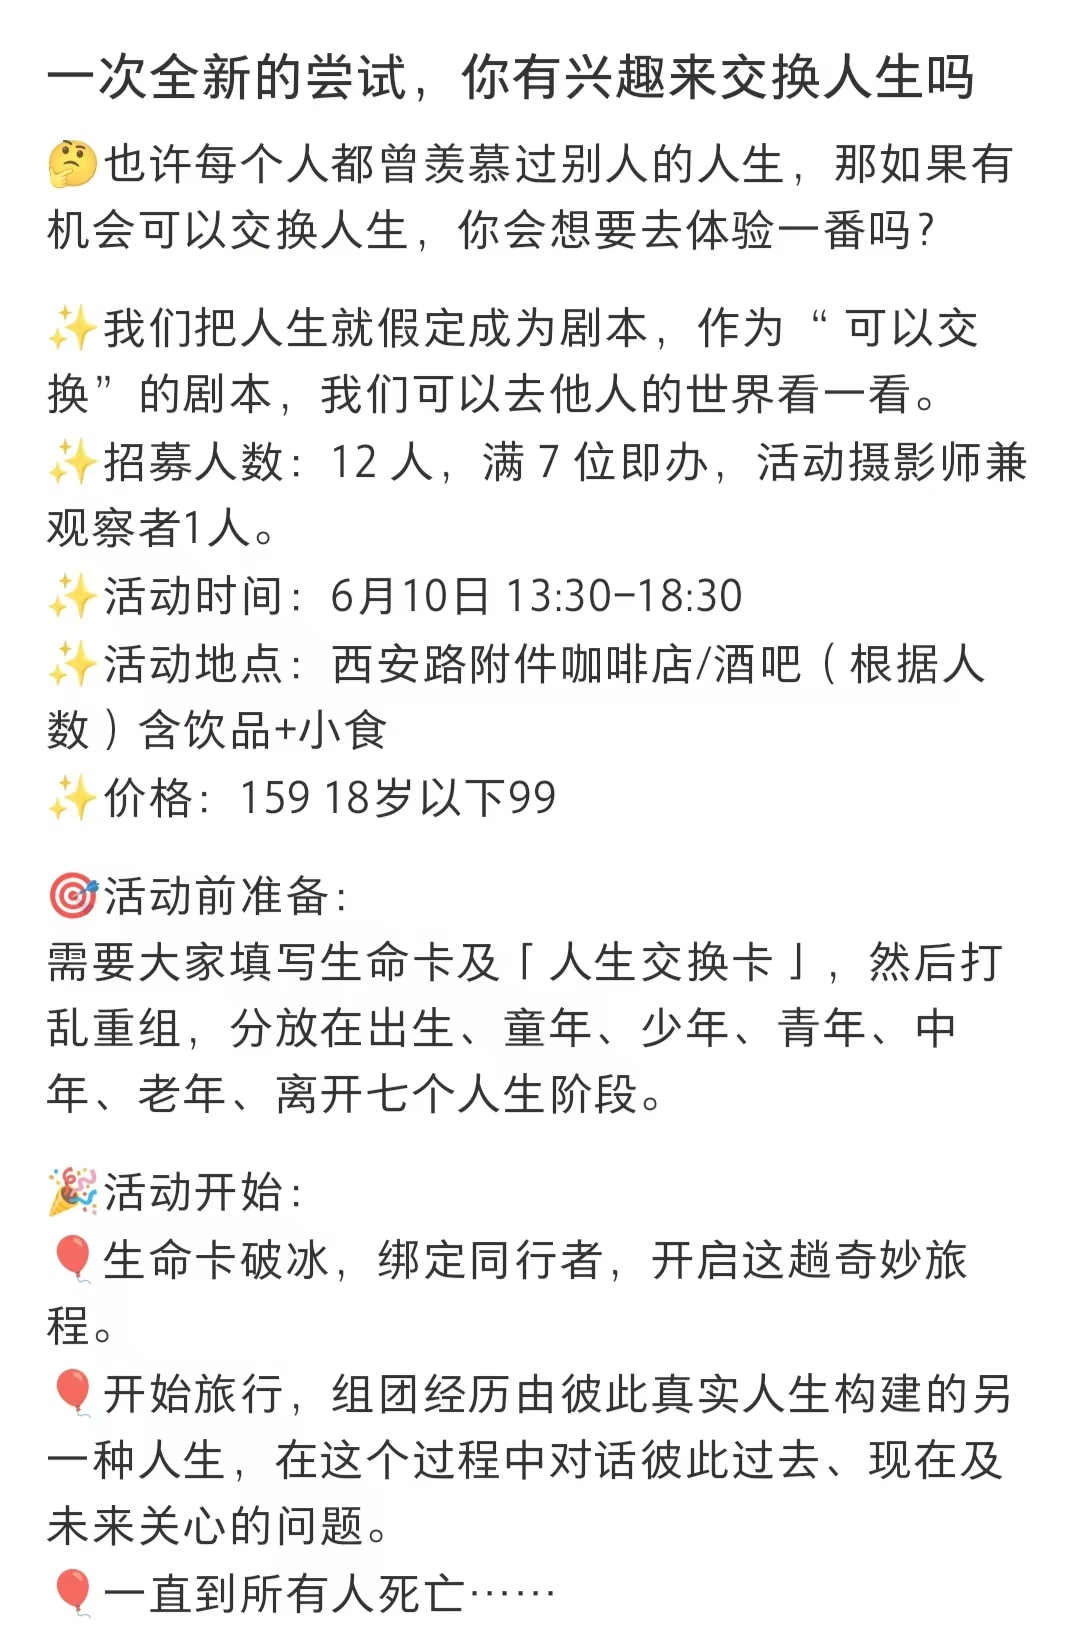 一次全新的尝试，你有兴趣来交换人生吗
🤔也许每个人都曾羡慕过别人的人生，那如果有
机会可以交换人生，你会想要去体验一番吗？
✨我们把人生就假定成为剧本，作为“可以交
换”的剧本，我们可以去他人的世界看一看。
✨招募人数：12 人，满 7 位即办，活动摄影师兼
观察者1人。
✨活动时间：6月10日 13:30-18:30
✨活动地点：西安路附件咖啡店/酒吧（根据人
数）含饮品+小食
✨价格：159 18岁以下99
🎯活动前准备：
需要大家填写生命卡及「人生交换卡」，然后打
乱重组，分放在出生、童年、少年、青年、中
年、老年、离开七个人生阶段。
🎉活动开始：
🎈生命卡破冰，绑定同行者，开启这趟奇妙旅
程。
🎈开始旅行，组团经历由彼此真实人生构建的另
一种人生，在这个过程中对话彼此过去、现在及
未来关心的问题。
🎈一直到所有人死亡……